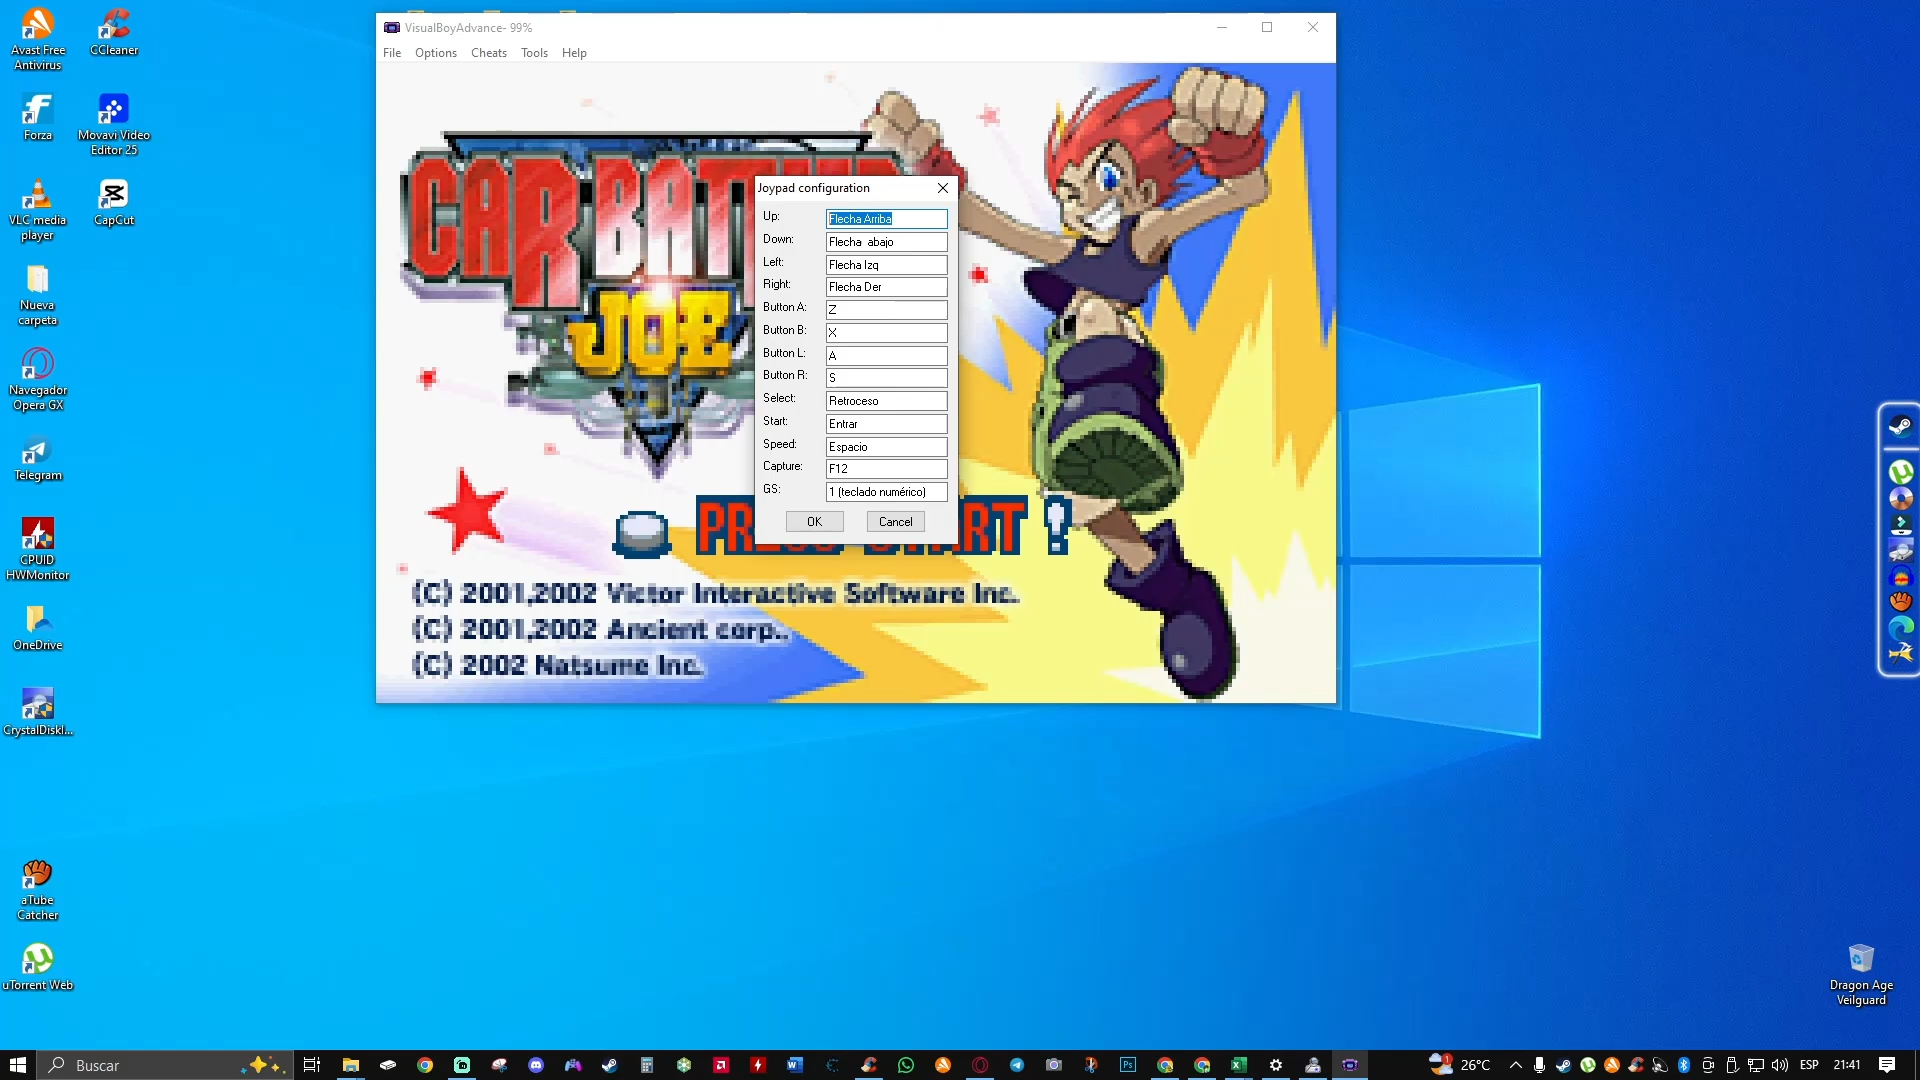 VisualBoyAdvance- 99%
File Options Cheats Tools Help
Avast Free
Antivirus
CCleaner
Forza
Movavi Video
Editor 25
VLC media
player
CapCut
Nueva
carpeta
Navegador
Opera GX
Telegram
CPUID
HWMonitor
OneDrive
CrystalDiskI...
aTube
Catcher
uTorrent Web
CAR BATT
JOE
Joypad configuration
Up: Flecha Arriba
Down: Flecha abajo
Left: Flecha Izq
Right: Flecha Der
Button A: Z
Button B: X
Button L: A
Button R: S
Select: Retroceso
Start: Entrar
Speed: Espacio
Capture: F12
GS: 1 (teclado numérico)
OK Cancel
PRESS START !
(C) 2001,2002 Victor Interactive Software Inc.
(C) 2001,2002 Ancient corp..
(C) 2002 Natsume Inc.
Dragon Age
Veilguard
Buscar
26°C
ESP
21:41